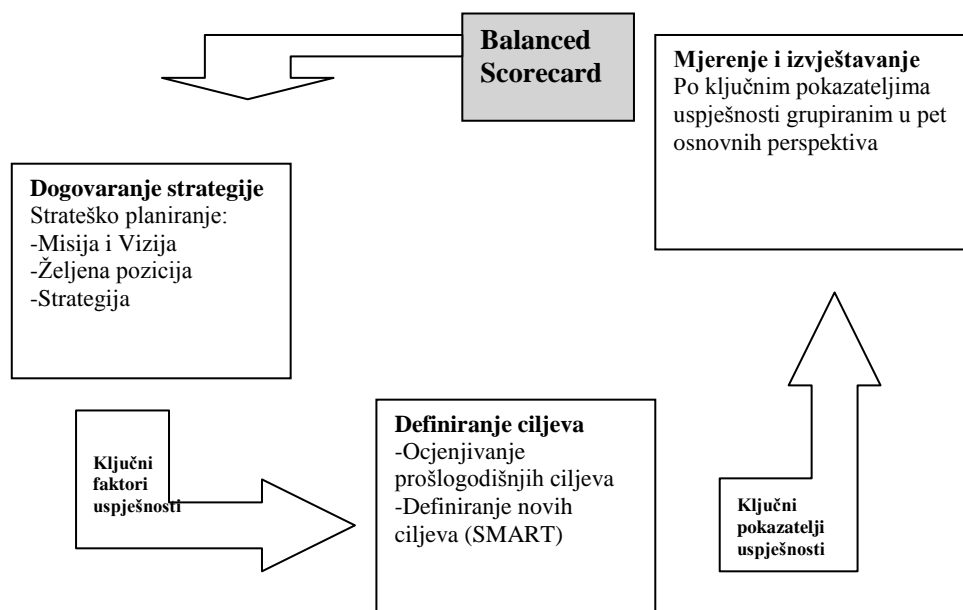 Balanced
Scorecard
Mjerenje i izvještavanje
Po ključnim pokazateljima
uspješnosti grupiranim u pet
osnovnih perspektiva
Dogovaranje strategije
Strateško planiranje:
-Misija i Vizija
-Željena pozicija
-Strategija
Ključni
faktori
uspješnosti
Definiranje ciljeva
-Ocjenjivanje
prošlogodišnjih ciljeva
-Definiranje novih
ciljeva (SMART)
Ključni
pokazatelji
uspješnosti